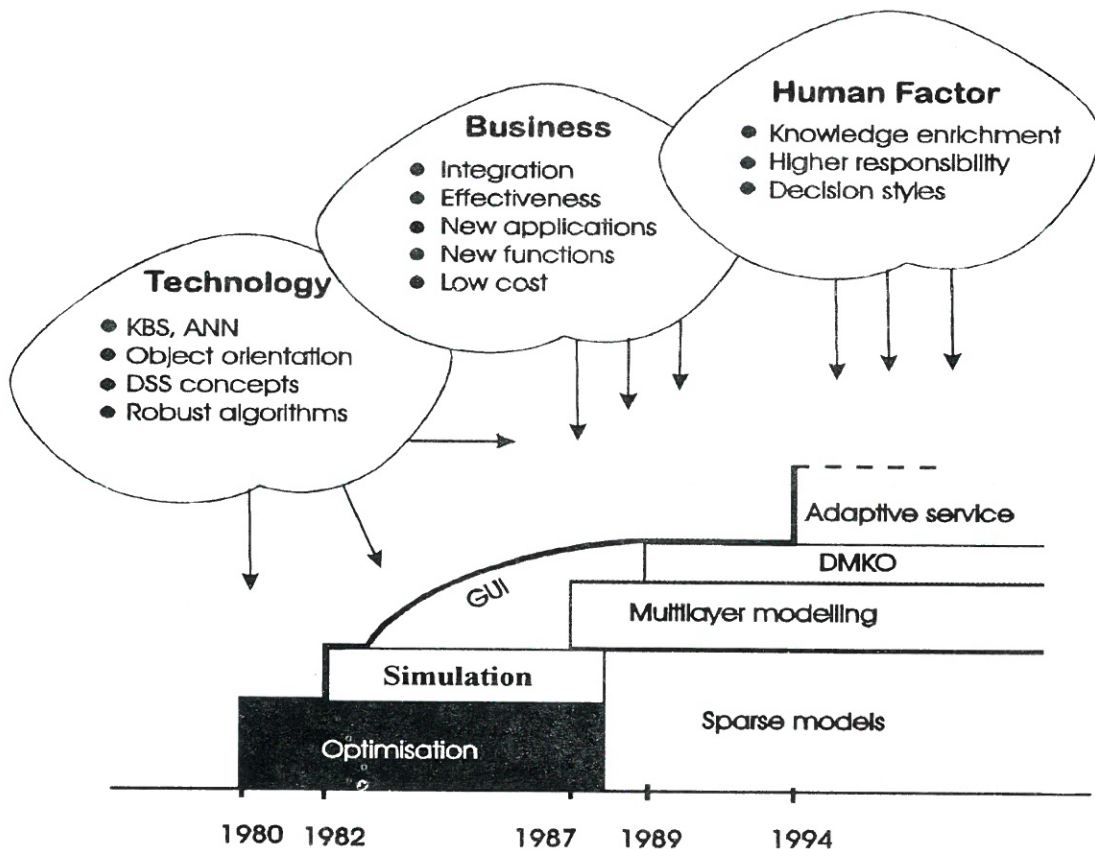 Human Factor
Knowledge enrichment
Higher responsibility
Decision styles
Business
Integration
Effectiveness
New applications
New functions
Low cost
Technology
KBS, ANN
Object orientation
DSS concepts
Robust algorithms
Adaptive service
DMKO
GUI
Multilayer modelling
Simulation
Sparse models
Optimisation
1980 1982 1987 1989 1994